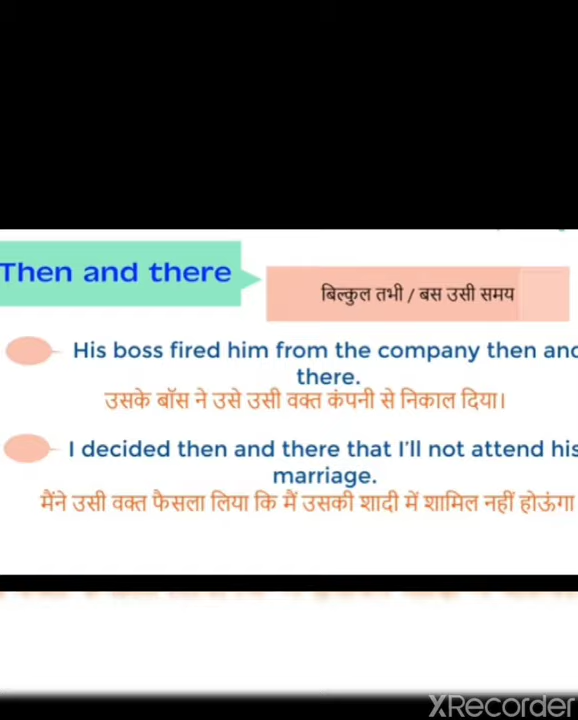 Then and there
बिल्कुल तभी / बस उसी समय
His boss fired him from the company then and
there.
उसके बॉस ने उसे उसी वक्त कंपनी से निकाल दिया।
I decided then and there that I'll not attend his
marriage.
मैंने उसी वक्त फैसला लिया कि मैं उसकी शादी में शामिल नहीं होऊंगा
XRecorder